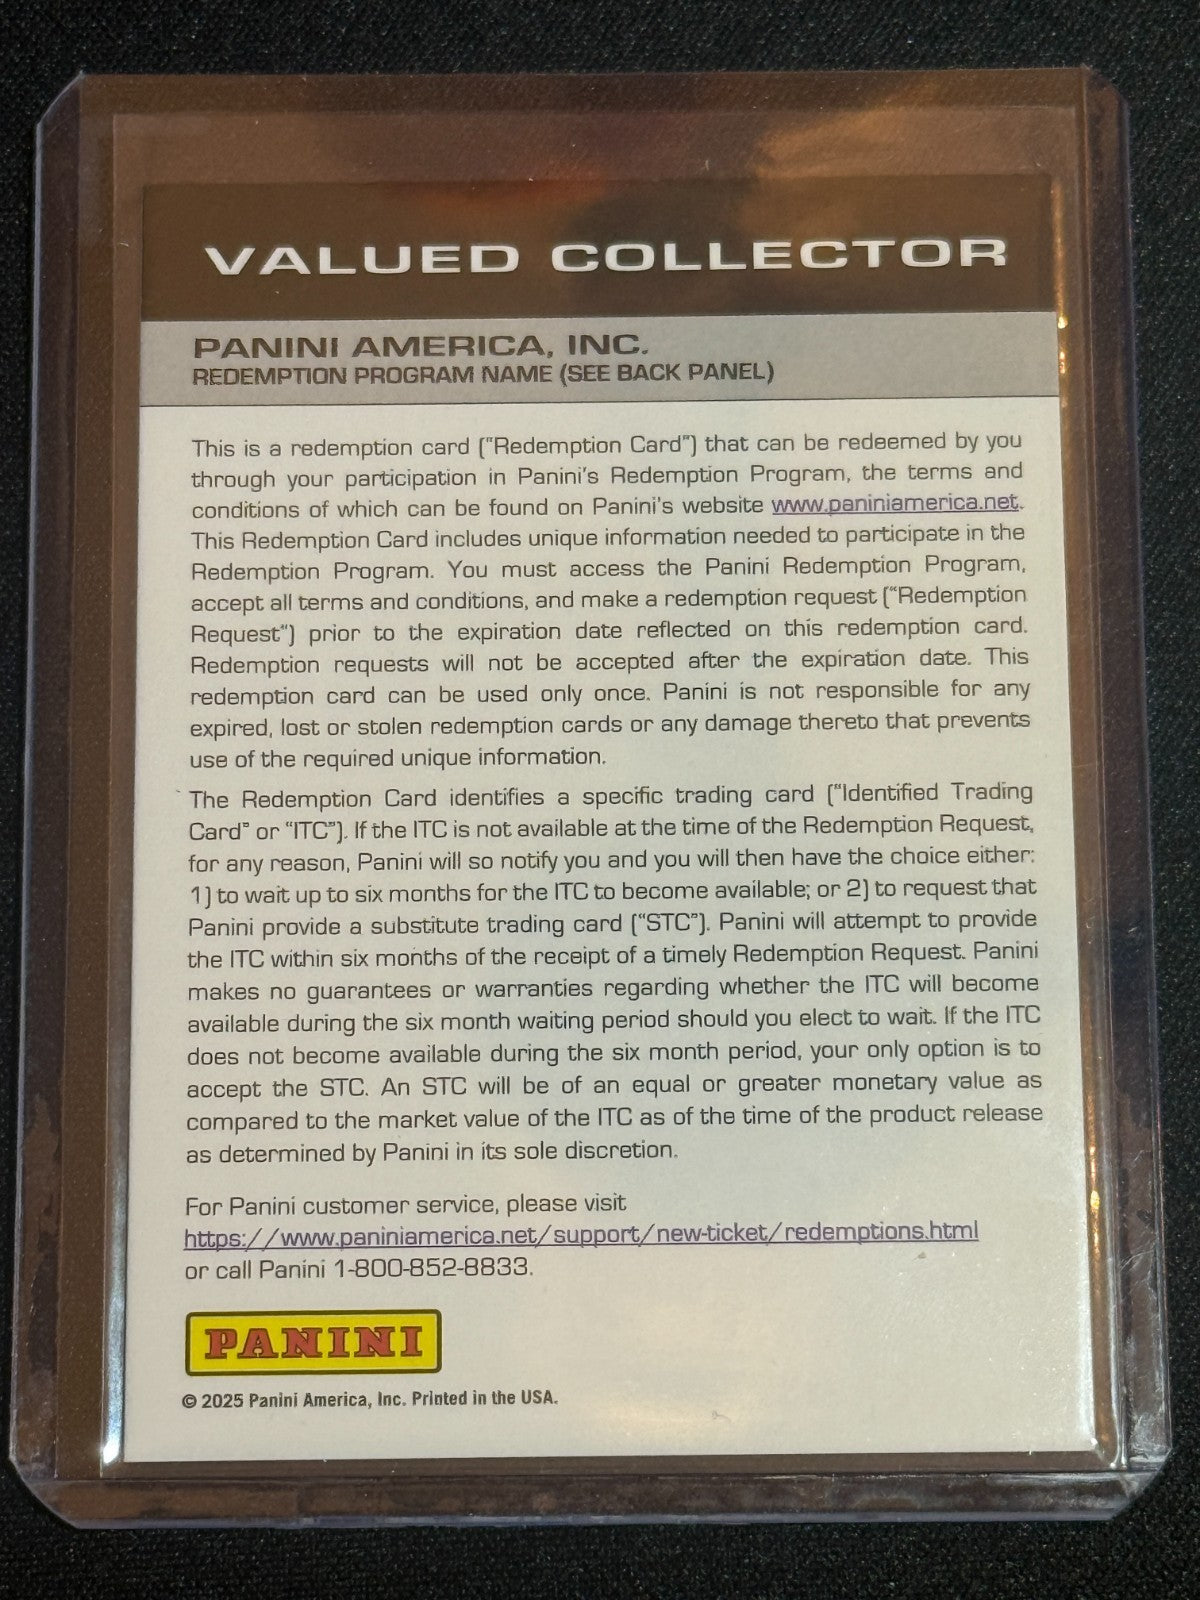 VALUED COLLECTOR
PANINI AMERICA, INC.
REDEMPTION PROGRAM NAME (SEE BACK PANEL)
This is a redemption card ("Redemption Card") that can be redeemed by you
through your participation in Panini's Redemption Program, the terms and
conditions of which can be found on Panini's website www.paniniamerica.net.
This Redemption Card includes unique information needed to participate in the
Redemption Program. You must access the Panini Redemption Program,
accept all terms and conditions, and make a redemption request ("Redemption
Request") prior to the expiration date reflected on this redemption card.
Redemption requests will not be accepted after the expiration date. This
redemption card can be used only once. Panini is not responsible for any
expired, lost or stolen redemption cards or any damage thereto that prevents
use of the required unique information.
The Redemption Card identifies a specific trading card ("Identified Trading
Card" or "ITC"). If the ITC is not available at the time of the Redemption Request,
for any reason, Panini will so notify you and you will then have the choice either:
1) to wait up to six months for the ITC to become available; or 2) to request that
Panini provide a substitute trading card ("STC"). Panini will attempt to provide
the ITC within six months of the receipt of a timely Redemption Request. Panini
makes no guarantees or warranties regarding whether the ITC will become
available during the six month waiting period should you elect to wait. If the ITC
does not become available during the six month period, your only option is to
accept the STC. An STC will be of an equal or greater monetary value as
compared to the market value of the ITC as of the time of the product release
as determined by Panini in its sole discretion.
For Panini customer service, please visit
https://www.paniniamerica.net/support/new-ticket/redemptions.html
or call Panini 1-800-852-8833.
PANINI
© 2025 Panini America, Inc. Printed in the USA.